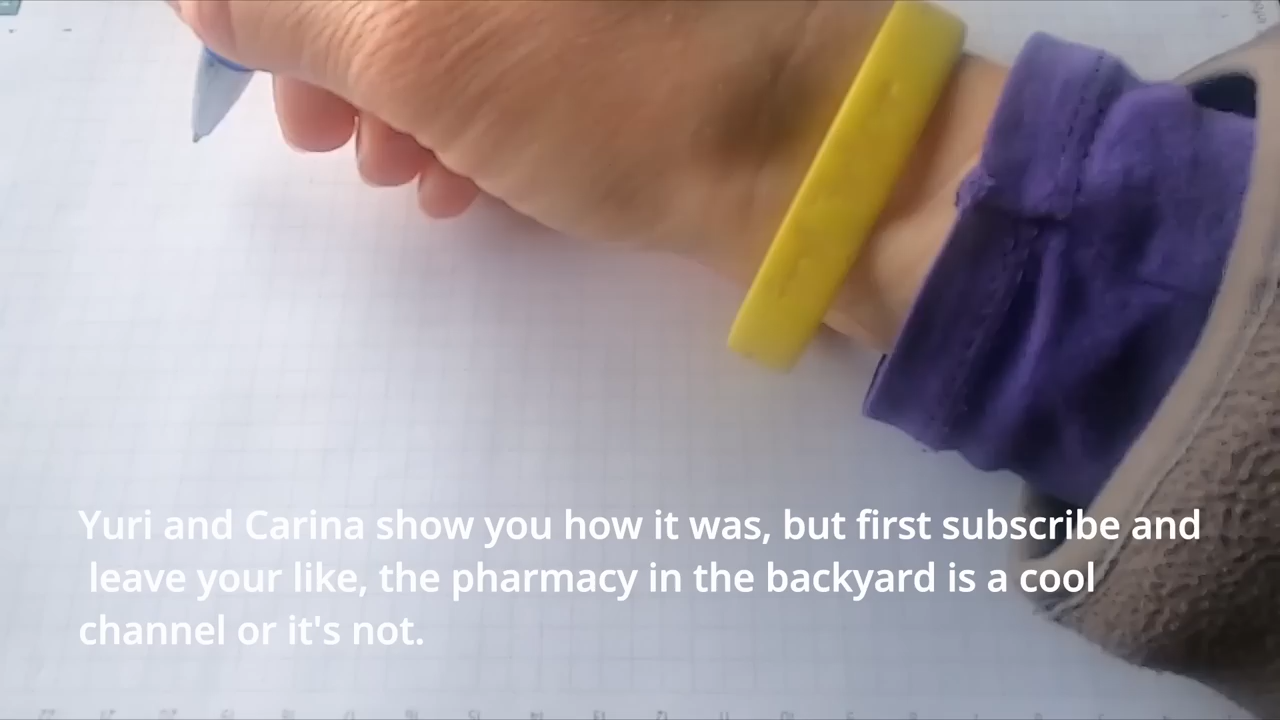 Yuri and Carina show you how it was, but first subscribe and
leave your like, the pharmacy in the backyard is a cool
channel or it's not.